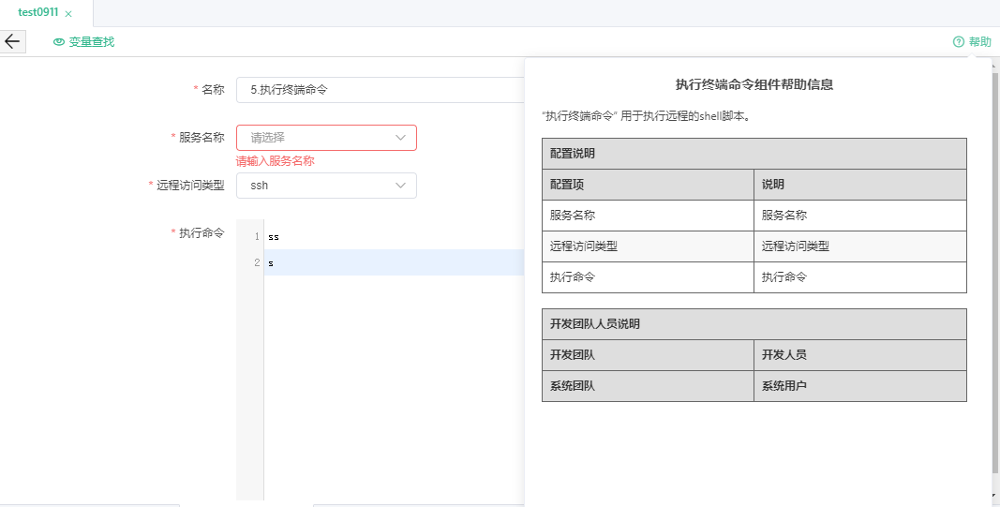 test0911 ×
变量查找
帮助
* 名称
5.执行终端命令
* 服务名称
请选择
请输入服务名称
* 远程访问类型
ssh
* 执行命令
1 ss
2 s
执行终端命令组件帮助信息
“执行终端命令” 用于执行远程的shell脚本。
配置说明
配置项 说明
服务名称 服务名称
远程访问类型 远程访问类型
执行命令 执行命令
开发团队人员说明
开发团队 开发人员
系统团队 系统用户